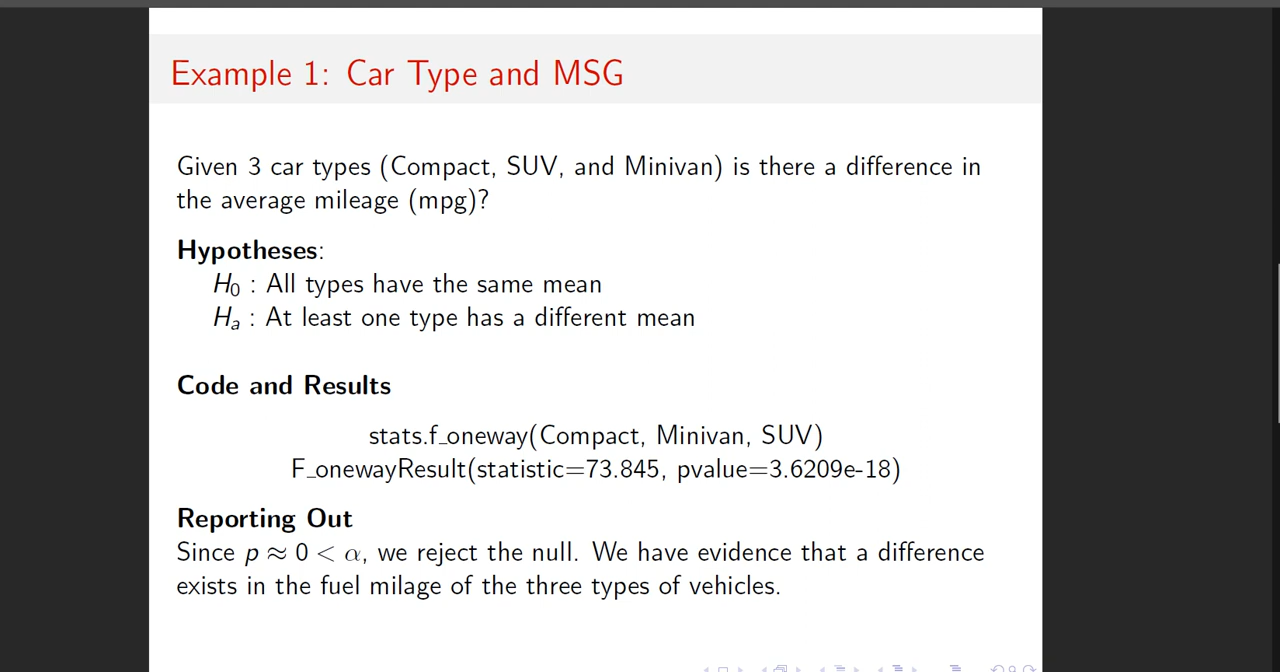 Example 1: Car Type and MSG
Given 3 car types (Compact, SUV, and Minivan) is there a difference in
the average mileage (mpg)?
Hypotheses:
H₀ : All types have the same mean
Hₐ : At least one type has a different mean
Code and Results
stats.f_oneway(Compact, Minivan, SUV)
F_onewayResult(statistic=73.845, pvalue=3.6209e-18)
Reporting Out
Since p ≈ 0 < α, we reject the null. We have evidence that a difference
exists in the fuel milage of the three types of vehicles.